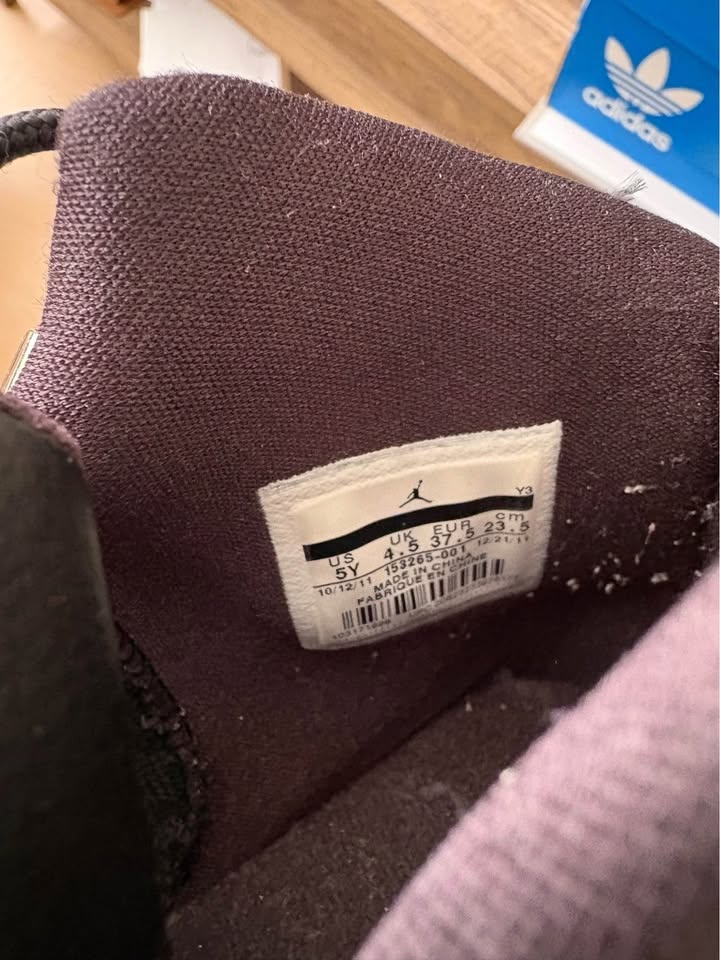 adidas
Y3
US UK EUR cm
5Y 4.5 37.5 23.5
10/12/11 153265-001 12/21/11
MADE IN CHINA
FABRIQUE EN CHINE